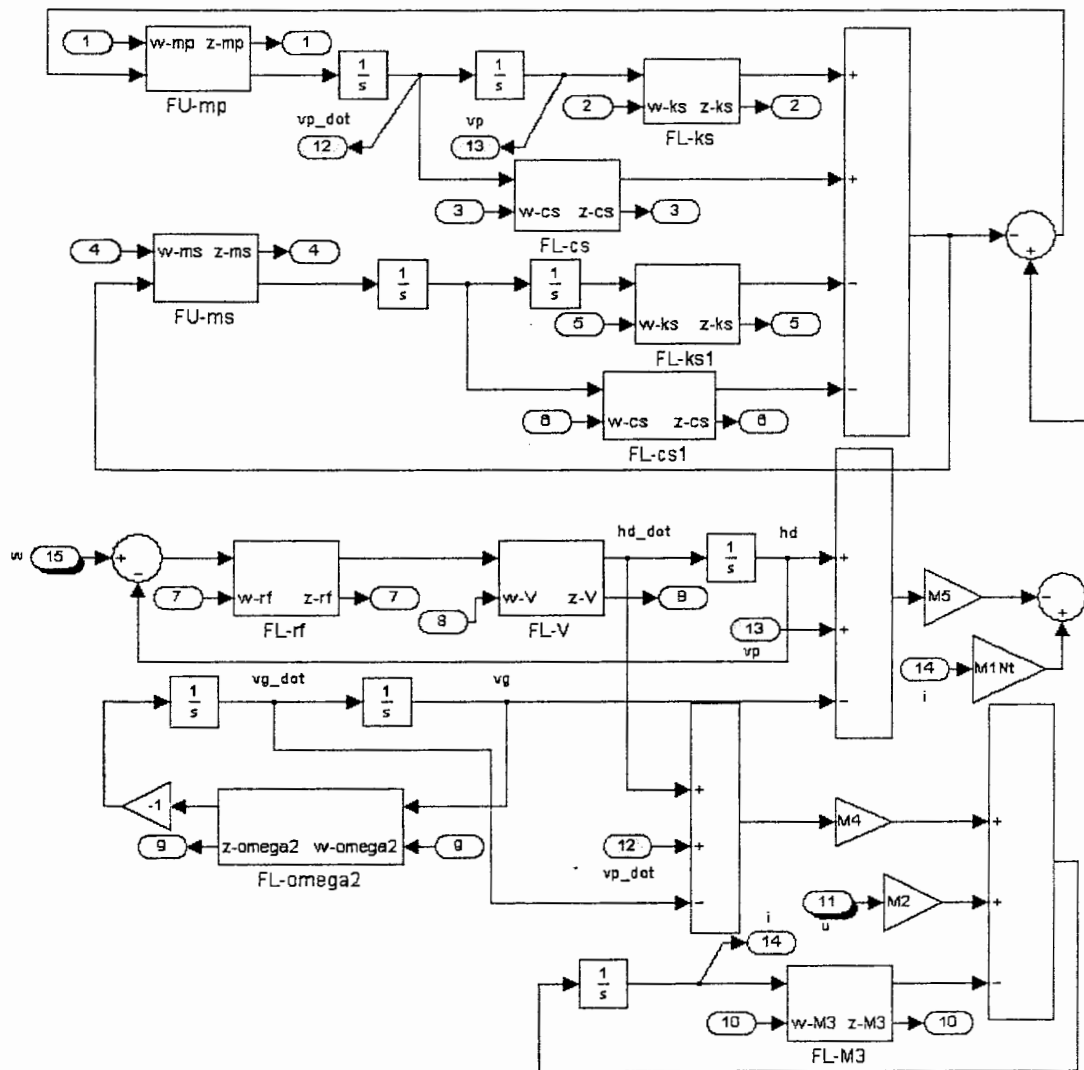 1 w-mp z-mp 1
FU-mp
1/s
1/s
vp_dot
12
vp
13
2 w-ks z-ks 2
FL-ks
+
3 w-cs z-cs 3
FL-cs
+
4 w-ms z-ms 4
FU-ms
1/s
1/s
5 w-ks z-ks 5
FL-ks1
-
6 w-cs z-cs 6
FL-cs1
-
-
+
w 15
+
-
7 w-rf z-rf 7
FL-rf
8 w-V z-V 8
FL-V
hd_dot
1/s
hd
+
13
vp
+
M5
-
+
14
i
M1Nt
vg_dot
1/s
vg
1/s
-
-1
9 z-omega2 w-omega2 9
FL-omega2
+
12
vp_dot
+
-
M4
+
11
u
M2
+
i
14
1/s
10 w-M3 z-M3 10
FL-M3
-